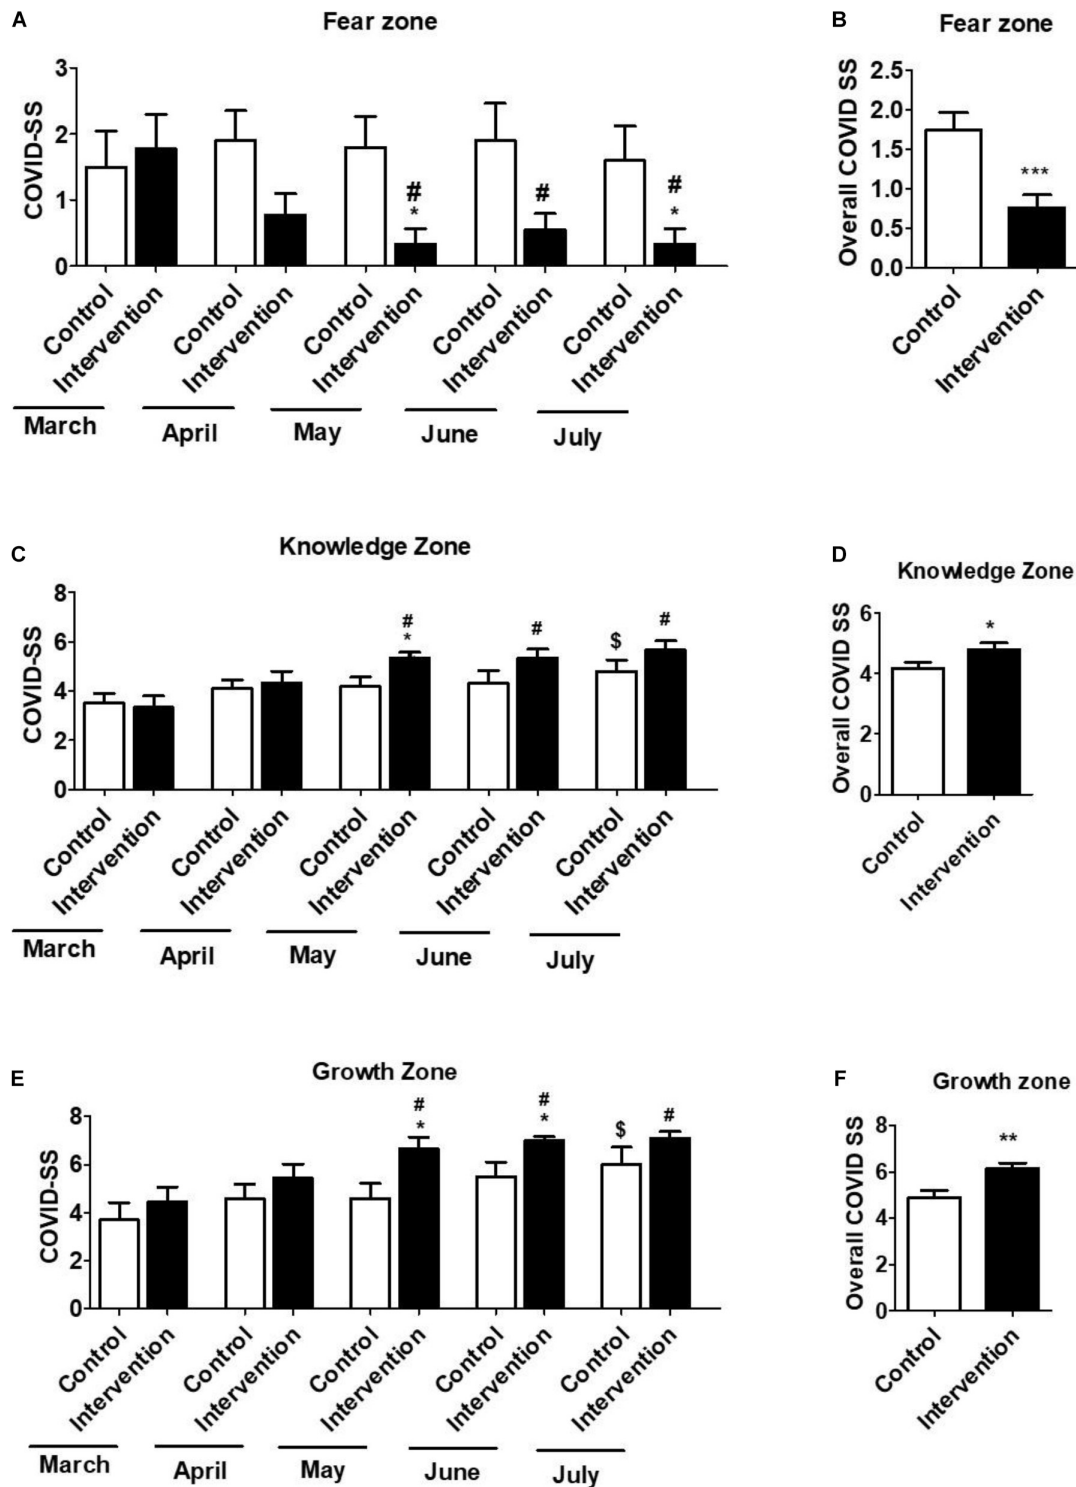 A
Fear zone
COVID-SS
3
2
1
0
#
*
#
#
*
Control
Intervention
Control
Intervention
Control
Intervention
Control
Intervention
Control
Intervention
March
April
May
June
July
B
Fear zone
Overall COVID SS
2.5
2.0
1.5
1.0
0.5
0.0
***
Control
Intervention
C
Knowledge Zone
COVID-SS
8
6
4
2
0
#
*
#
$
#
Control
Intervention
Control
Intervention
Control
Intervention
Control
Intervention
Control
Intervention
March
April
May
June
July
D
Knowledge Zone
Overall COVID SS
6
4
2
0
*
Control
Intervention
E
Growth Zone
COVID-SS
8
6
4
2
0
#
*
#
*
$
#
Control
Intervention
Control
Intervention
Control
Intervention
Control
Intervention
Control
Intervention
March
April
May
June
July
F
Growth zone
Overall COVID SS
8
6
4
2
0
**
Control
Intervention